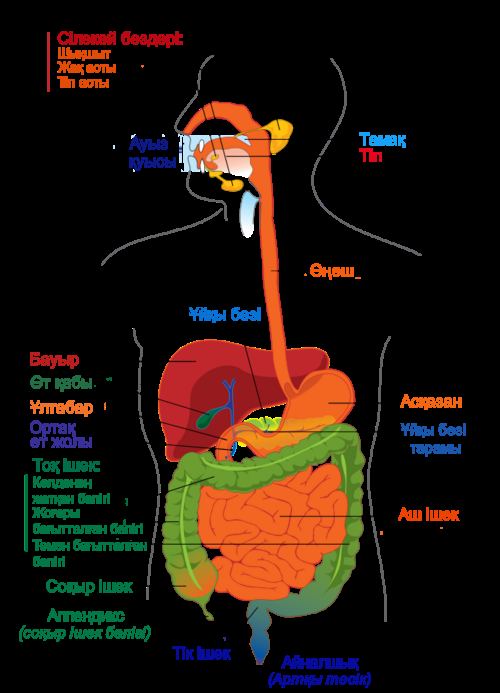 Сілекей бездері:
Шықшыт
Жақ асты
Тіл асты
Ауыз
қуысы
Тамақ
Тіл
Өңеш
Ұйқы безі
Бауыр
Өт қабы
Ұлтабар
Ортақ
өт жолы
Асқазан
Ұйқы безі
тарамы
Тоқ ішек:
Көлденең
жатқан бөлігі
Жоғары
бағытталған бөлігі
Төмен бағытталған
бөлігі
Аш ішек
Соқыр ішек
Аппендикс
(соқыр ішек бөлігі)
Тік ішек
Айналшық
(Артқы тесік)